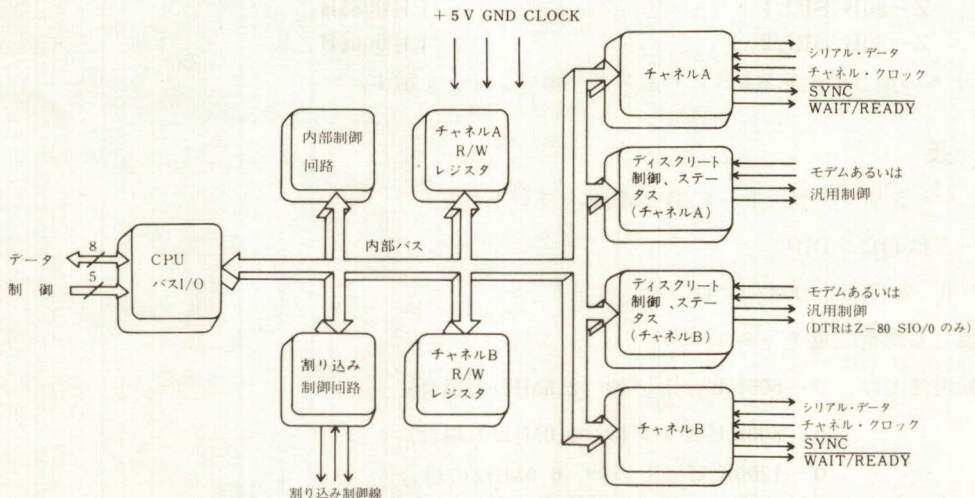 +5V GND CLOCK
内部制御
回路
チャネルA
R/W
レジスタ
チャネルA
シリアル・データ
チャネル・クロック
SYNC
WAIT/READY
ディスクリート
制御、ステー
タス
(チャネルA)
モデムあるいは
汎用制御
データ
8
制御
5
CPU
バスI/O
内部バス
ディスクリート
制御、ステー
タス
(チャネルB)
モデムあるいは
汎用制御
(DTRはZ-80 SIO/0 のみ)
割り込み
制御回路
チャネルB
R/W
レジスタ
チャネルB
シリアル・データ
チャネル・クロック
SYNC
WAIT/READY
割り込み制御線